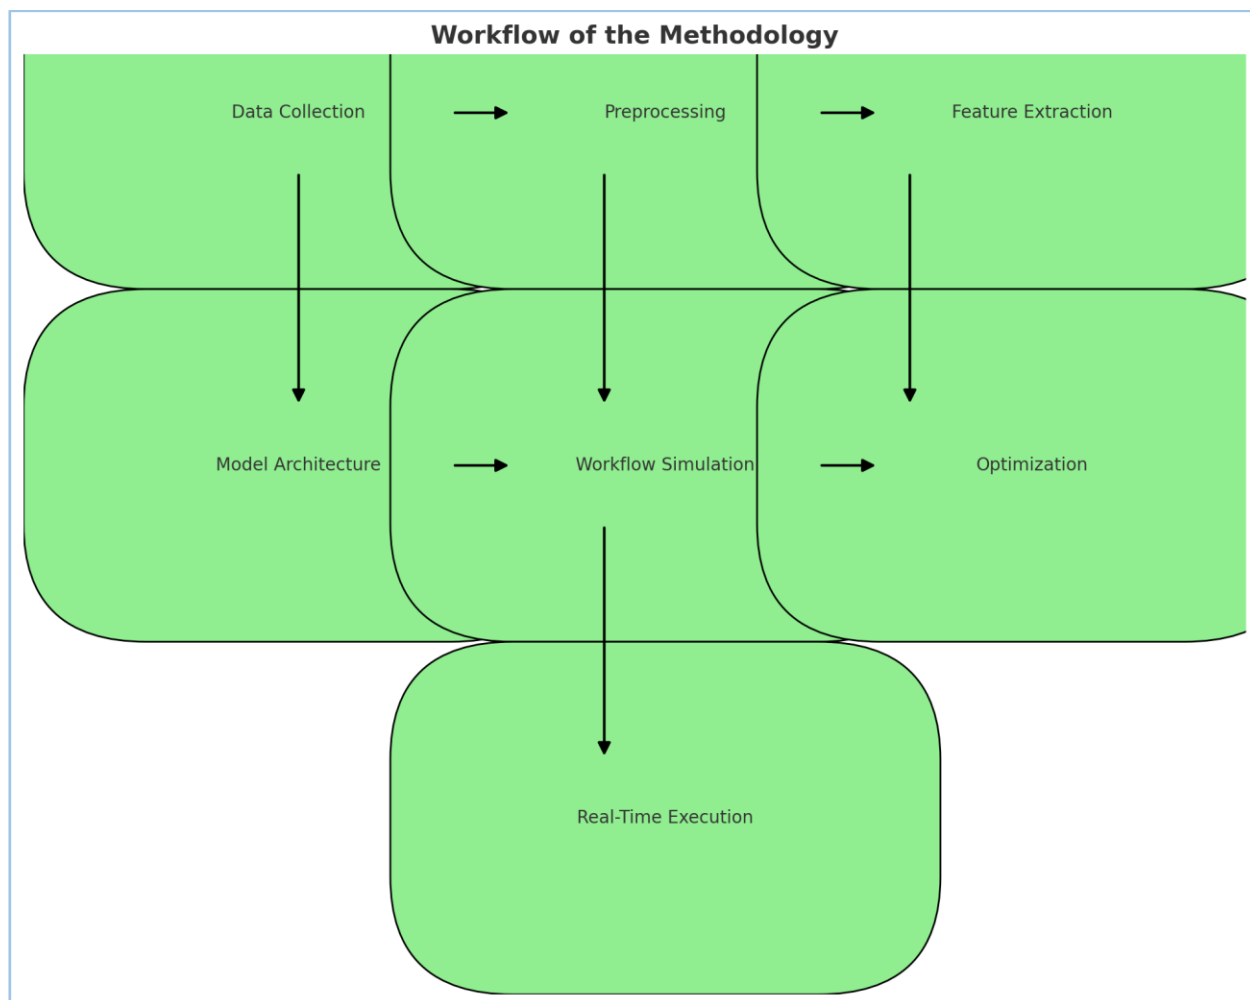 Workflow of the Methodology
Data Collection
Preprocessing
Feature Extraction
Model Architecture
Workflow Simulation
Optimization
Real-Time Execution